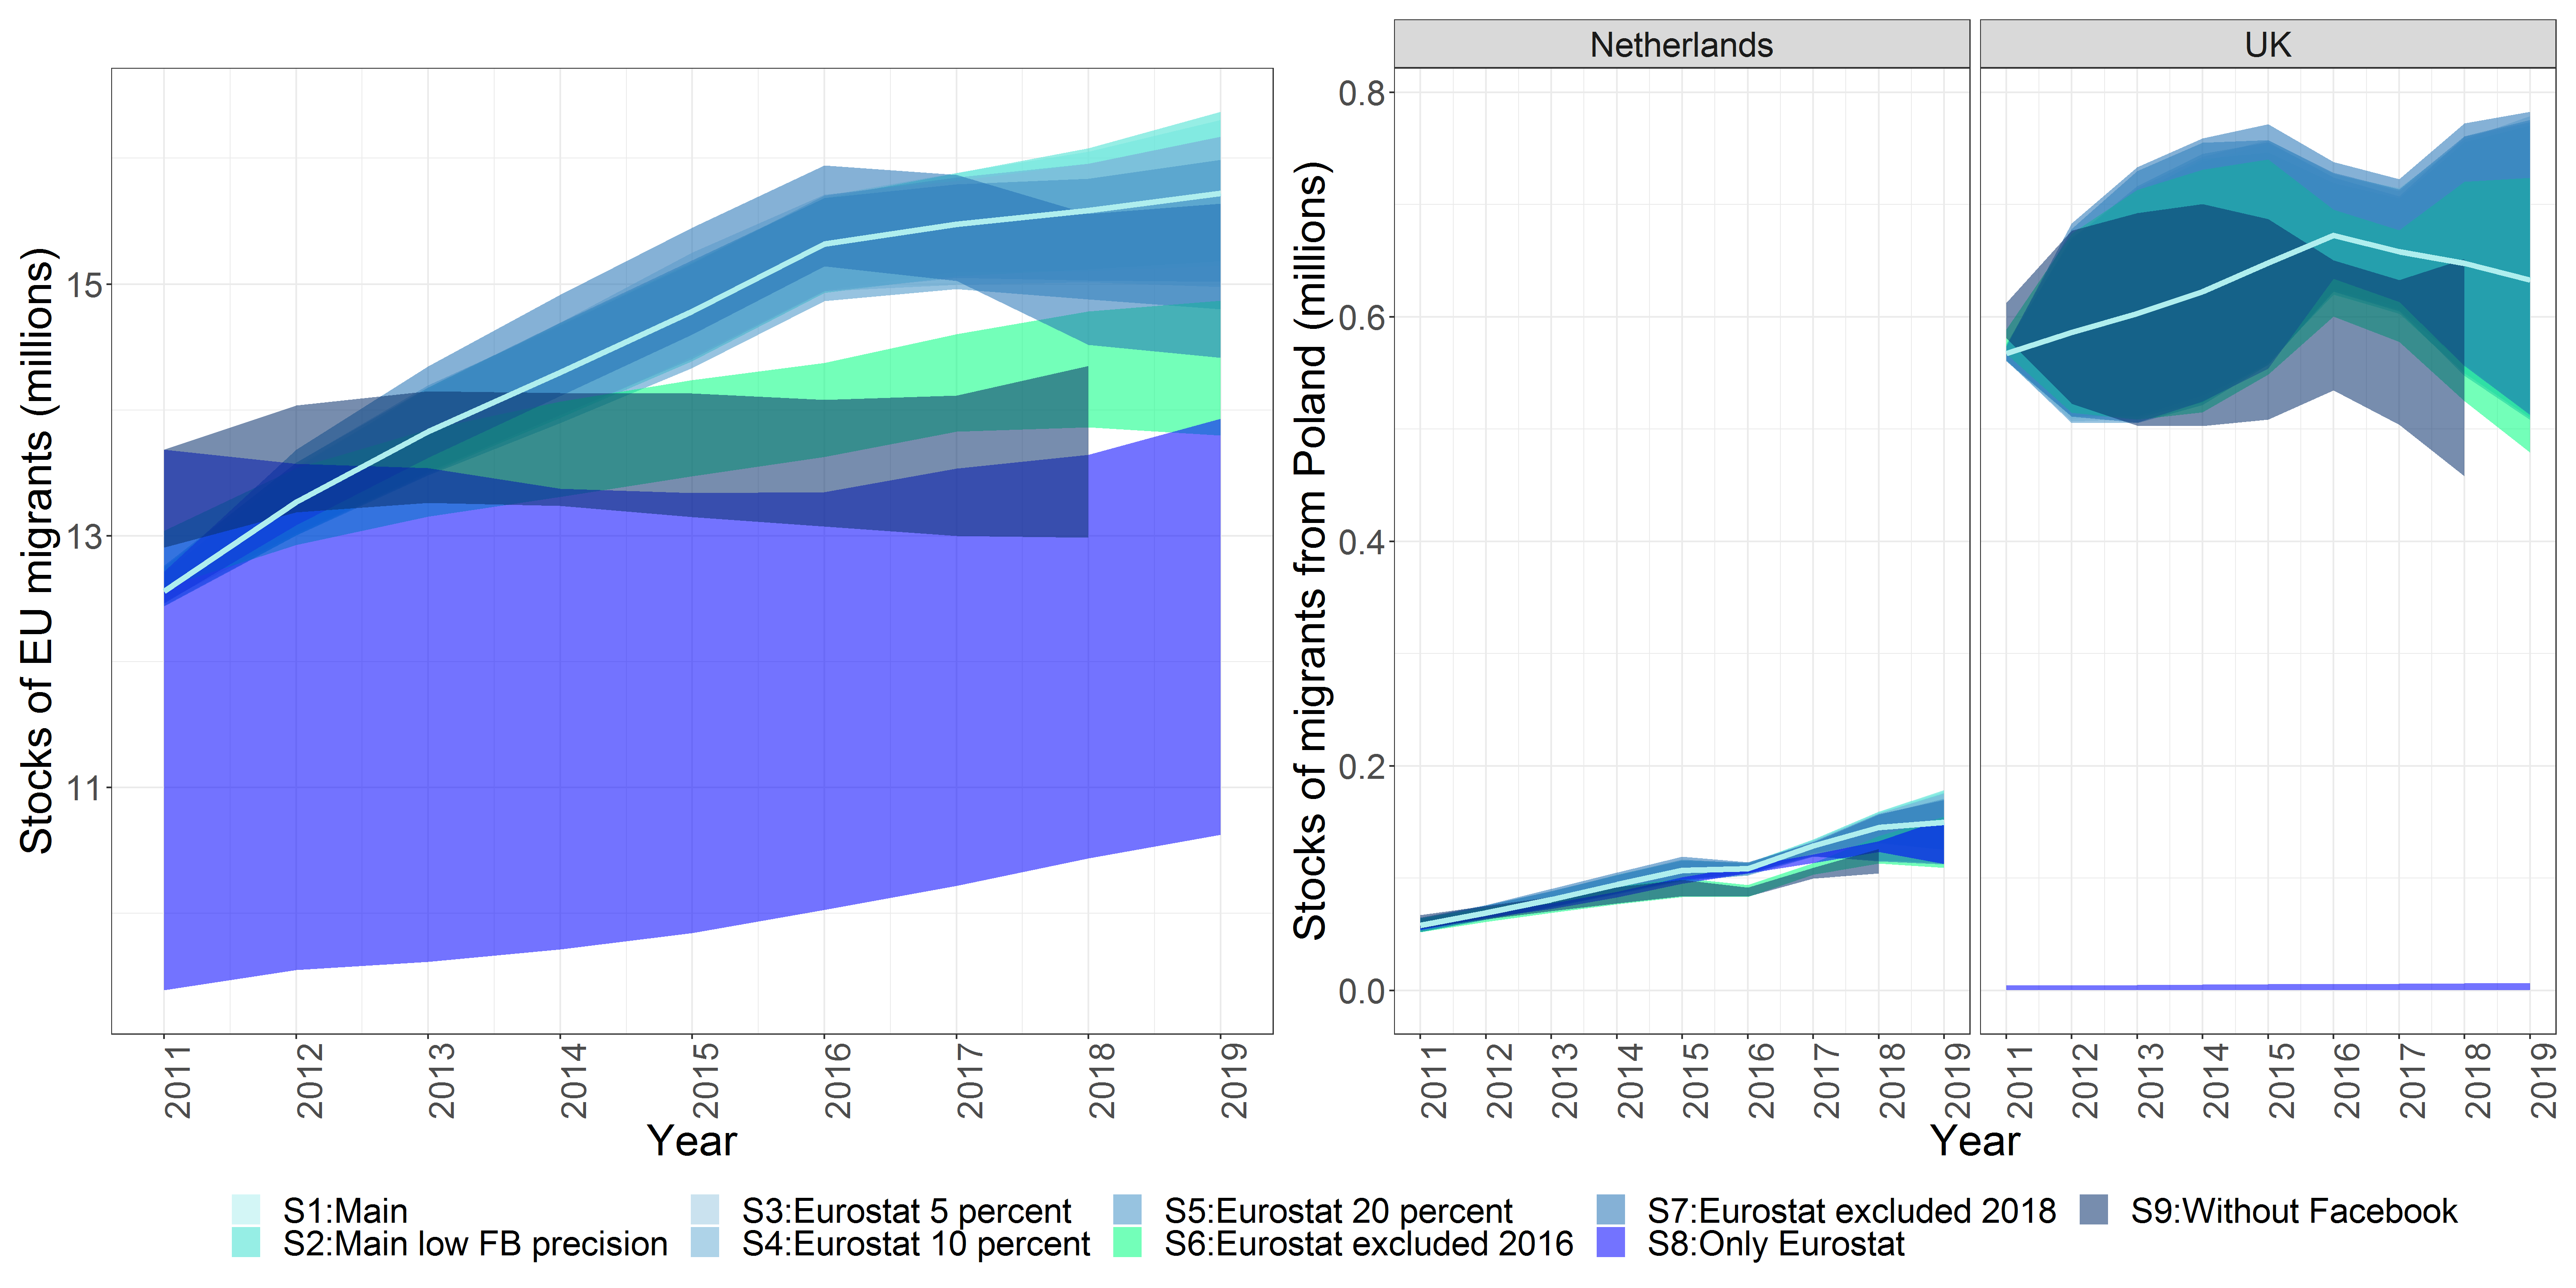 Netherlands
UK
Stocks of EU migrants (millions)
15
13
11
2011
2012
2013
2014
2015
2016
2017
2018
2019
Year
Stocks of migrants from Poland (millions)
0.8
0.6
0.4
0.2
0.0
2011
2012
2013
2014
2015
2016
2017
2018
2019
2011
2012
2013
2014
2015
2016
2017
2018
2019
Year
S1:Main
S3:Eurostat 5 percent
S5:Eurostat 20 percent
S7:Eurostat excluded 2018
S9:Without Facebook
S2:Main low FB precision
S4:Eurostat 10 percent
S6:Eurostat excluded 2016
S8:Only Eurostat